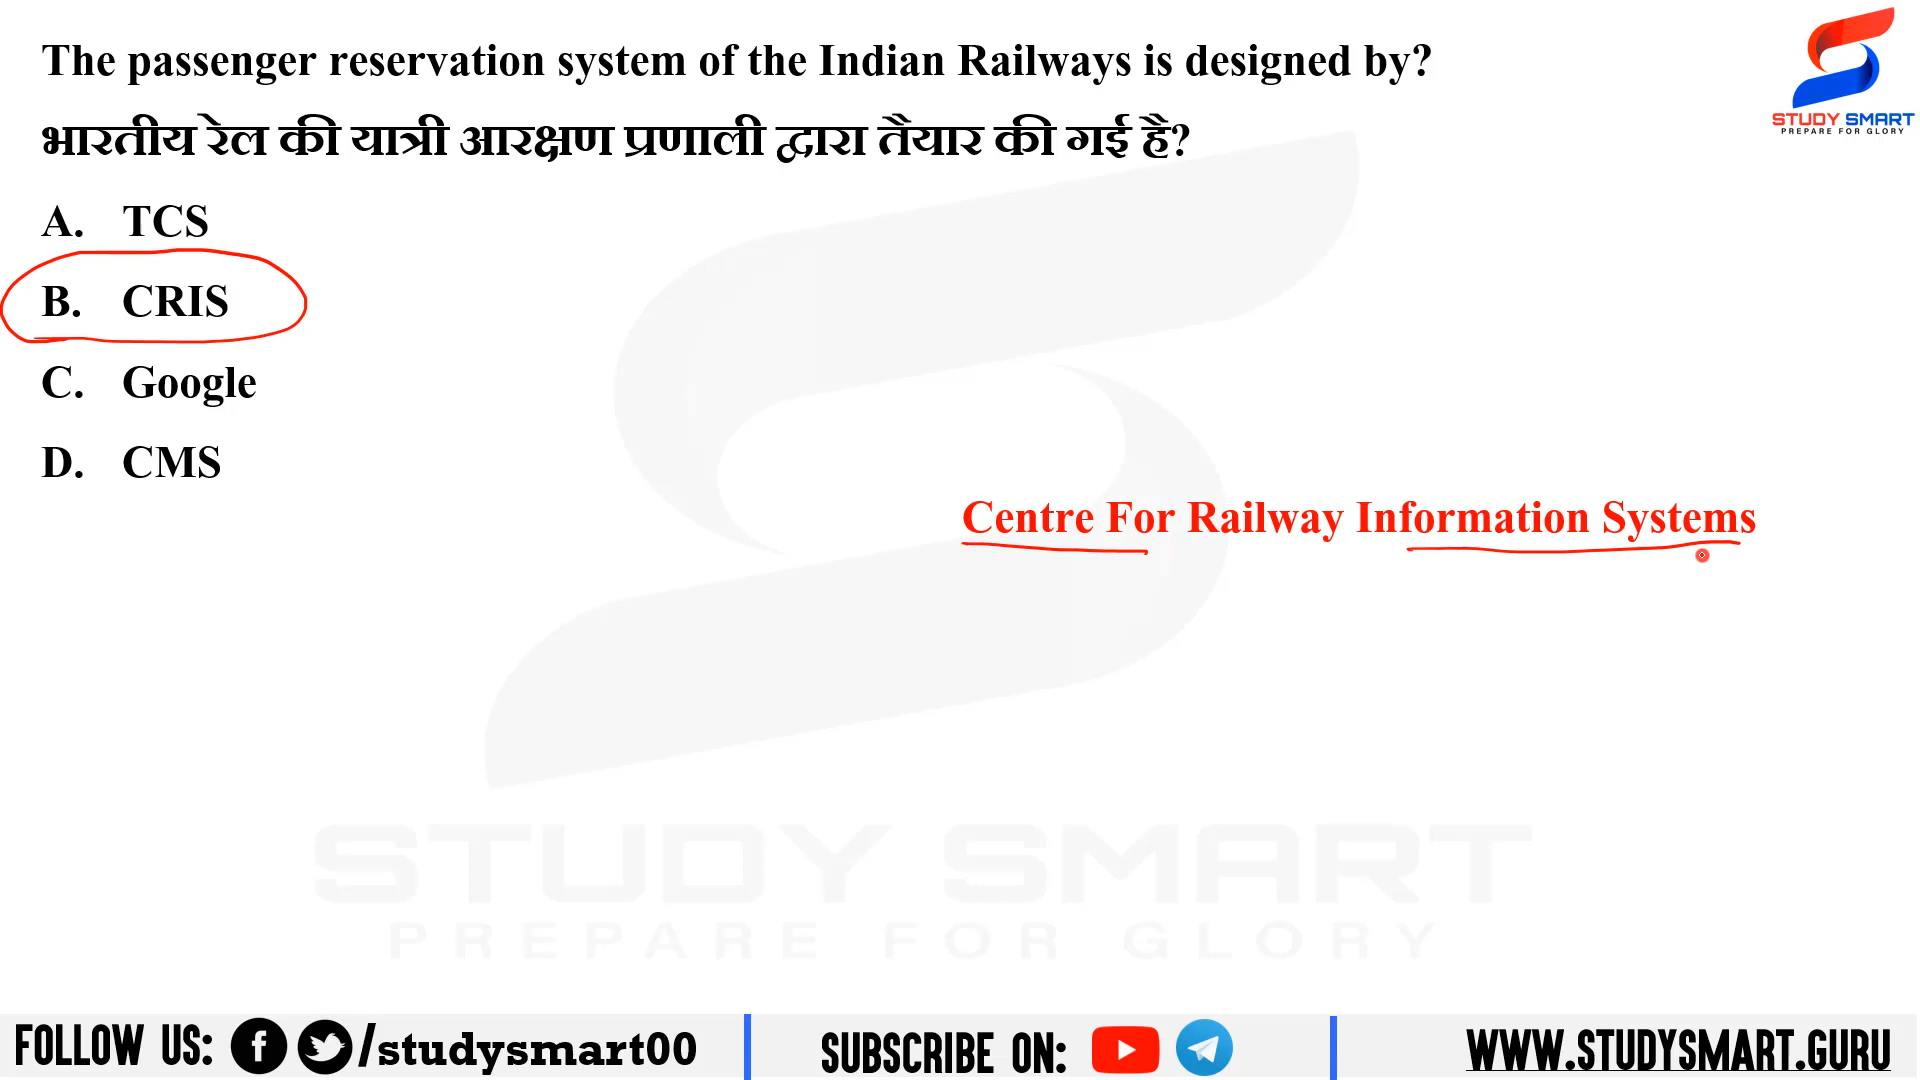 The passenger reservation system of the Indian Railways is designed by?
भारतीय रेल की यात्री आरक्षण प्रणाली द्वारा तैयार की गई है?
A. TCS
B. CRIS
C. Google
D. CMS
Centre For Railway Information Systems
STUDY SMART
PREPARE FOR GLORY
STUDY SMART
PREPARE FOR GLORY
FOLLOW US: /studysmart00
SUBSCRIBE ON:
WWW.STUDYSMART.GURU